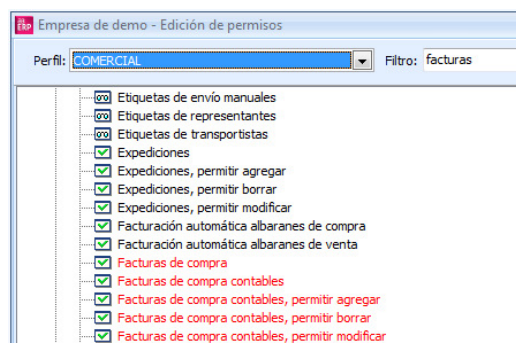 ERP Empresa de demo - Edición de permisos
Perfil: COMERCIAL Filtro: facturas
Etiquetas de envío manuales
Etiquetas de representantes
Etiquetas de transportistas
Expediciones
Expediciones, permitir agregar
Expediciones, permitir borrar
Expediciones, permitir modificar
Facturación automática albaranes de compra
Facturación automática albaranes de venta
Facturas de compra
Facturas de compra contables
Facturas de compra contables, permitir agregar
Facturas de compra contables, permitir borrar
Facturas de compra contables, permitir modificar